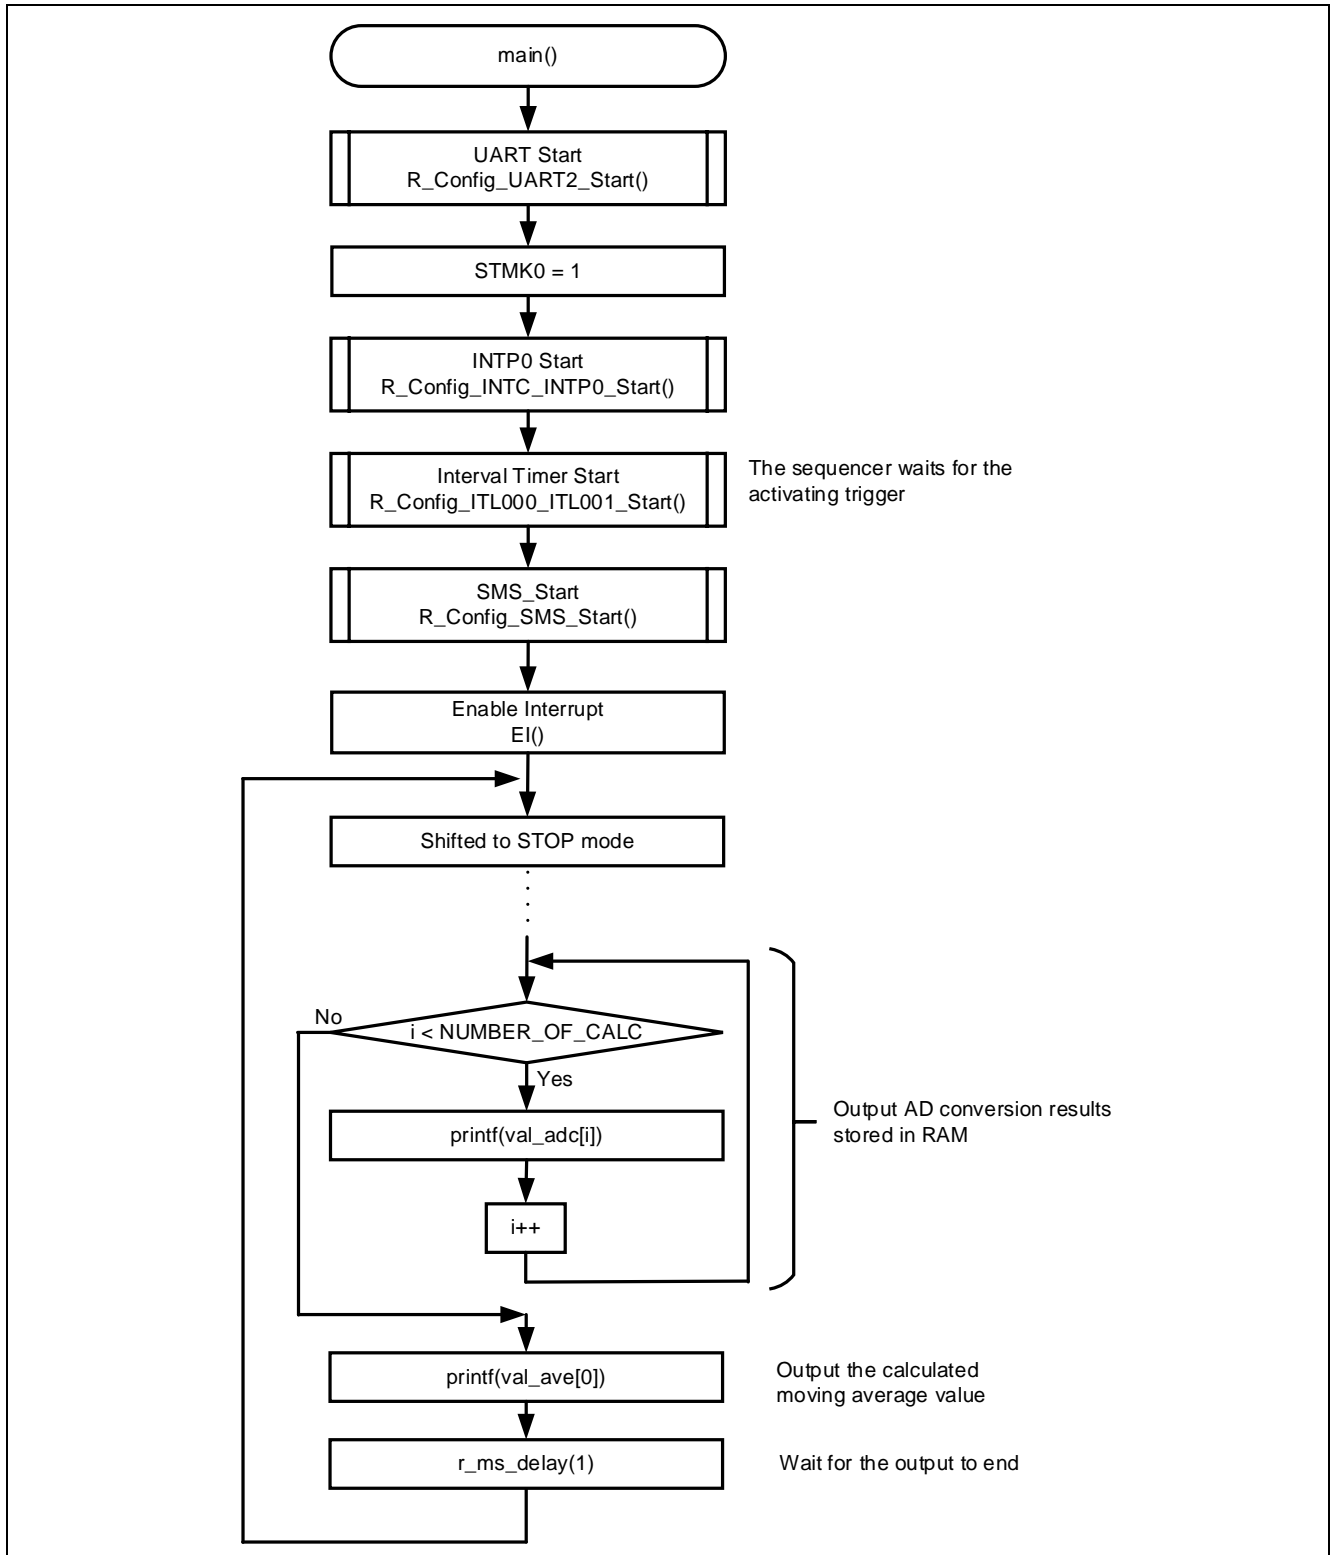 main()
UART Start
R_Config_UART2_Start()
STMK0 = 1
INTP0 Start
R_Config_INTC_INTP0_Start()
Interval Timer Start
R_Config_ITL000_ITL001_Start()
The sequencer waits for the
activating trigger
SMS_Start
R_Config_SMS_Start()
Enable Interrupt
EI()
Shifted to STOP mode
No
i < NUMBER_OF_CALC
Yes
printf(val_adc[i])
Output AD conversion results
stored in RAM
i++
printf(val_ave[0])
Output the calculated
moving average value
r_ms_delay(1)
Wait for the output to end